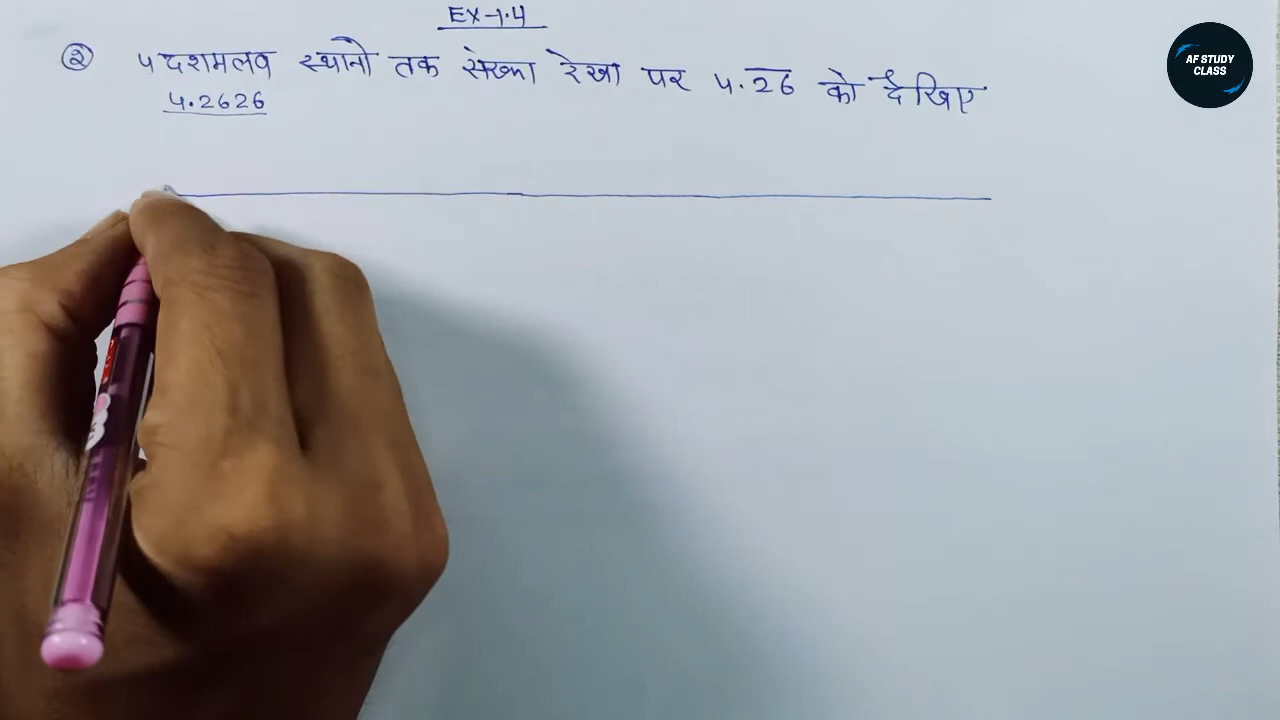 EX-1.4
② 4 दशमलव स्थानो तक संख्या रेखा पर 4.2̅6̅ को देखिए
4.2626
AF STUDY
CLASS